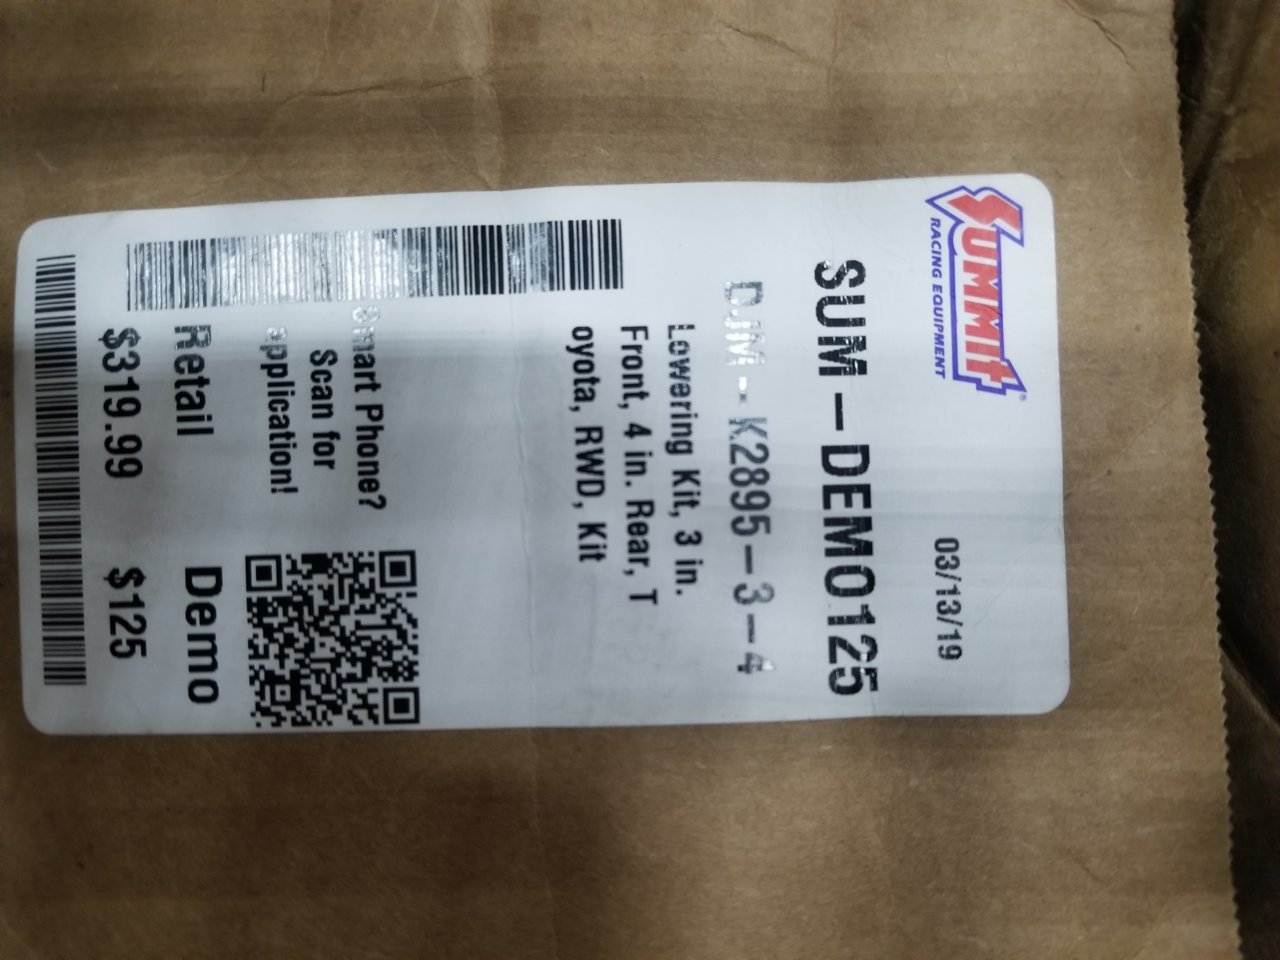 SUMMIT
RACING EQUIPMENT
03/13/19
SUM-DEMO125
DJM-K2895-3-4
Lowering Kit, 3 in.
Front, 4 in. Rear, T
oyota, RWD, Kit
Smart Phone?
Scan for
application!
Retail Demo
$319.99 $125